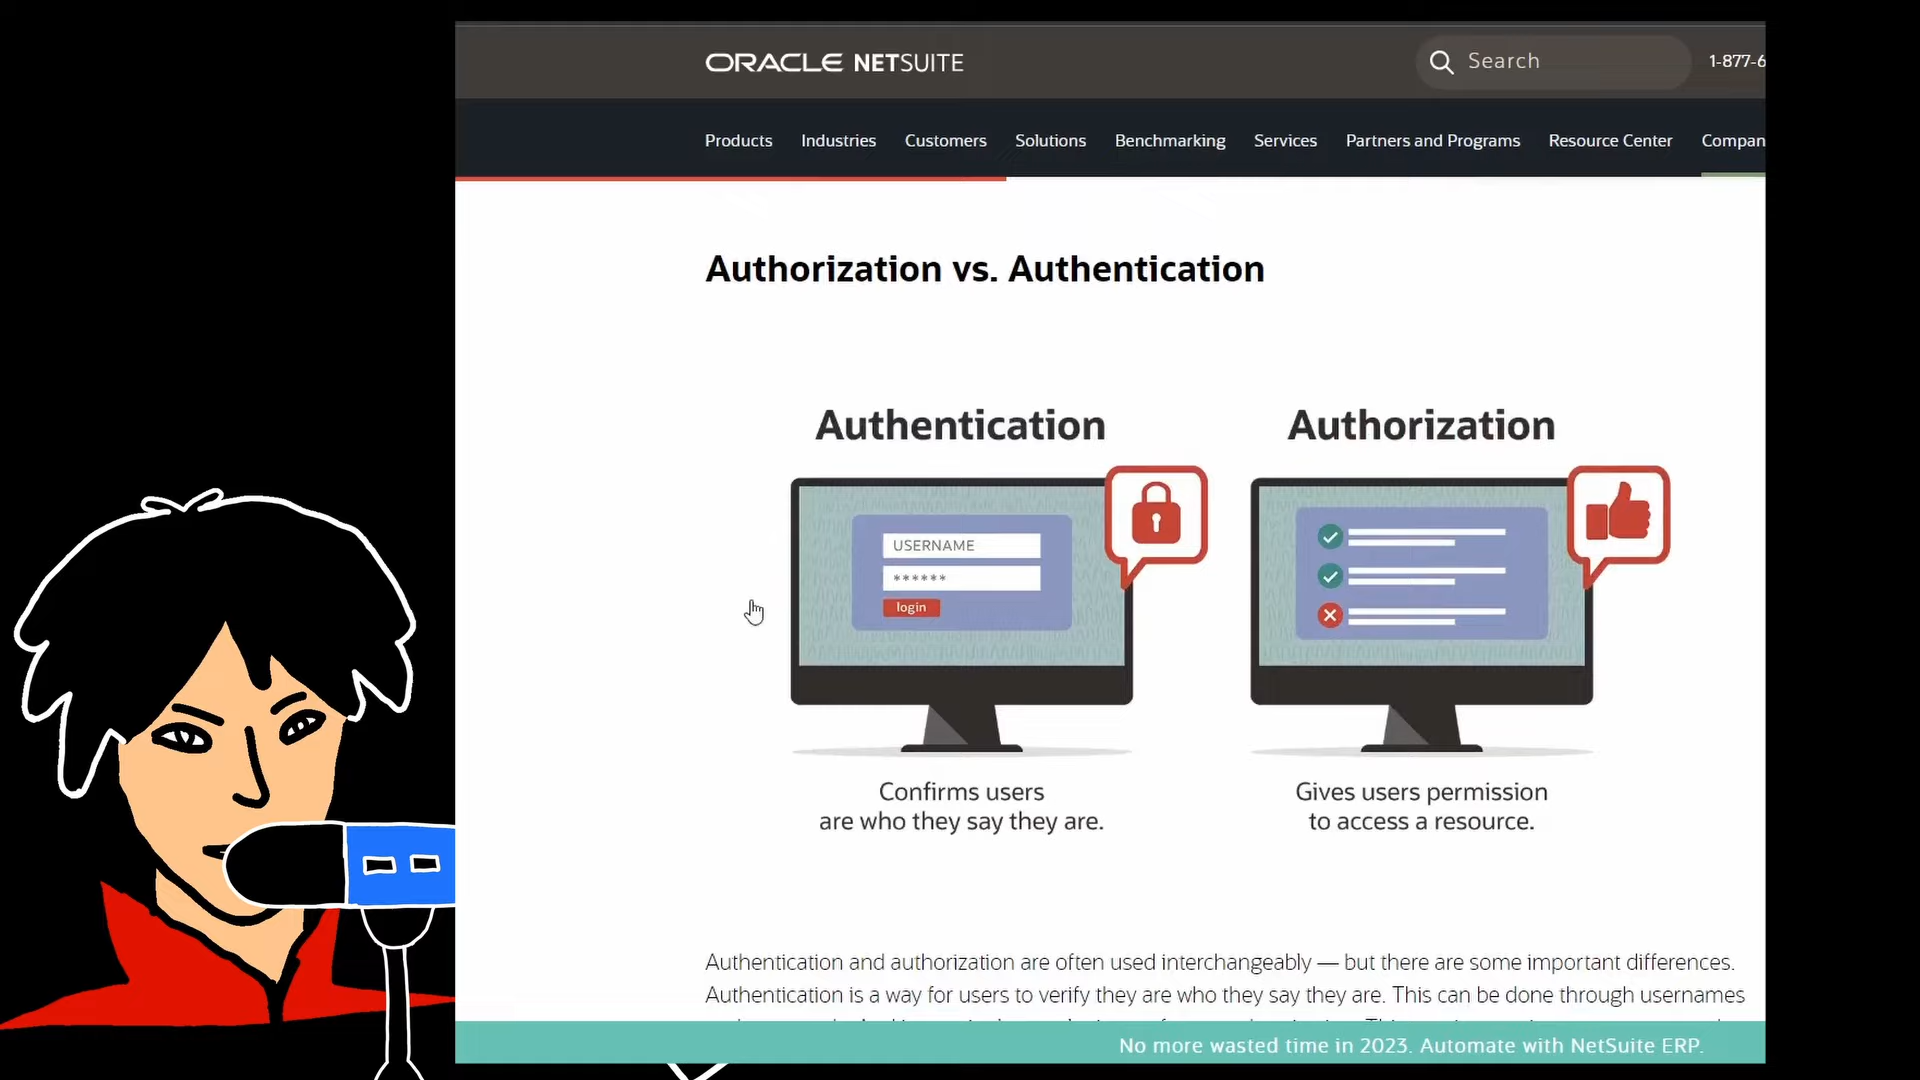 ORACLE NETSUITE
Search
1-877-6
Products Industries Customers Solutions Benchmarking Services Partners and Programs Resource Center Compan
Authorization vs. Authentication
Authentication
Authorization
USERNAME
******
login
Confirms users
are who they say they are.
Gives users permission
to access a resource.
Authentication and authorization are often used interchangeably — but there are some important differences.
Authentication is a way for users to verify they are who they say they are. This can be done through usernames
No more wasted time in 2023. Automate with NetSuite ERP.